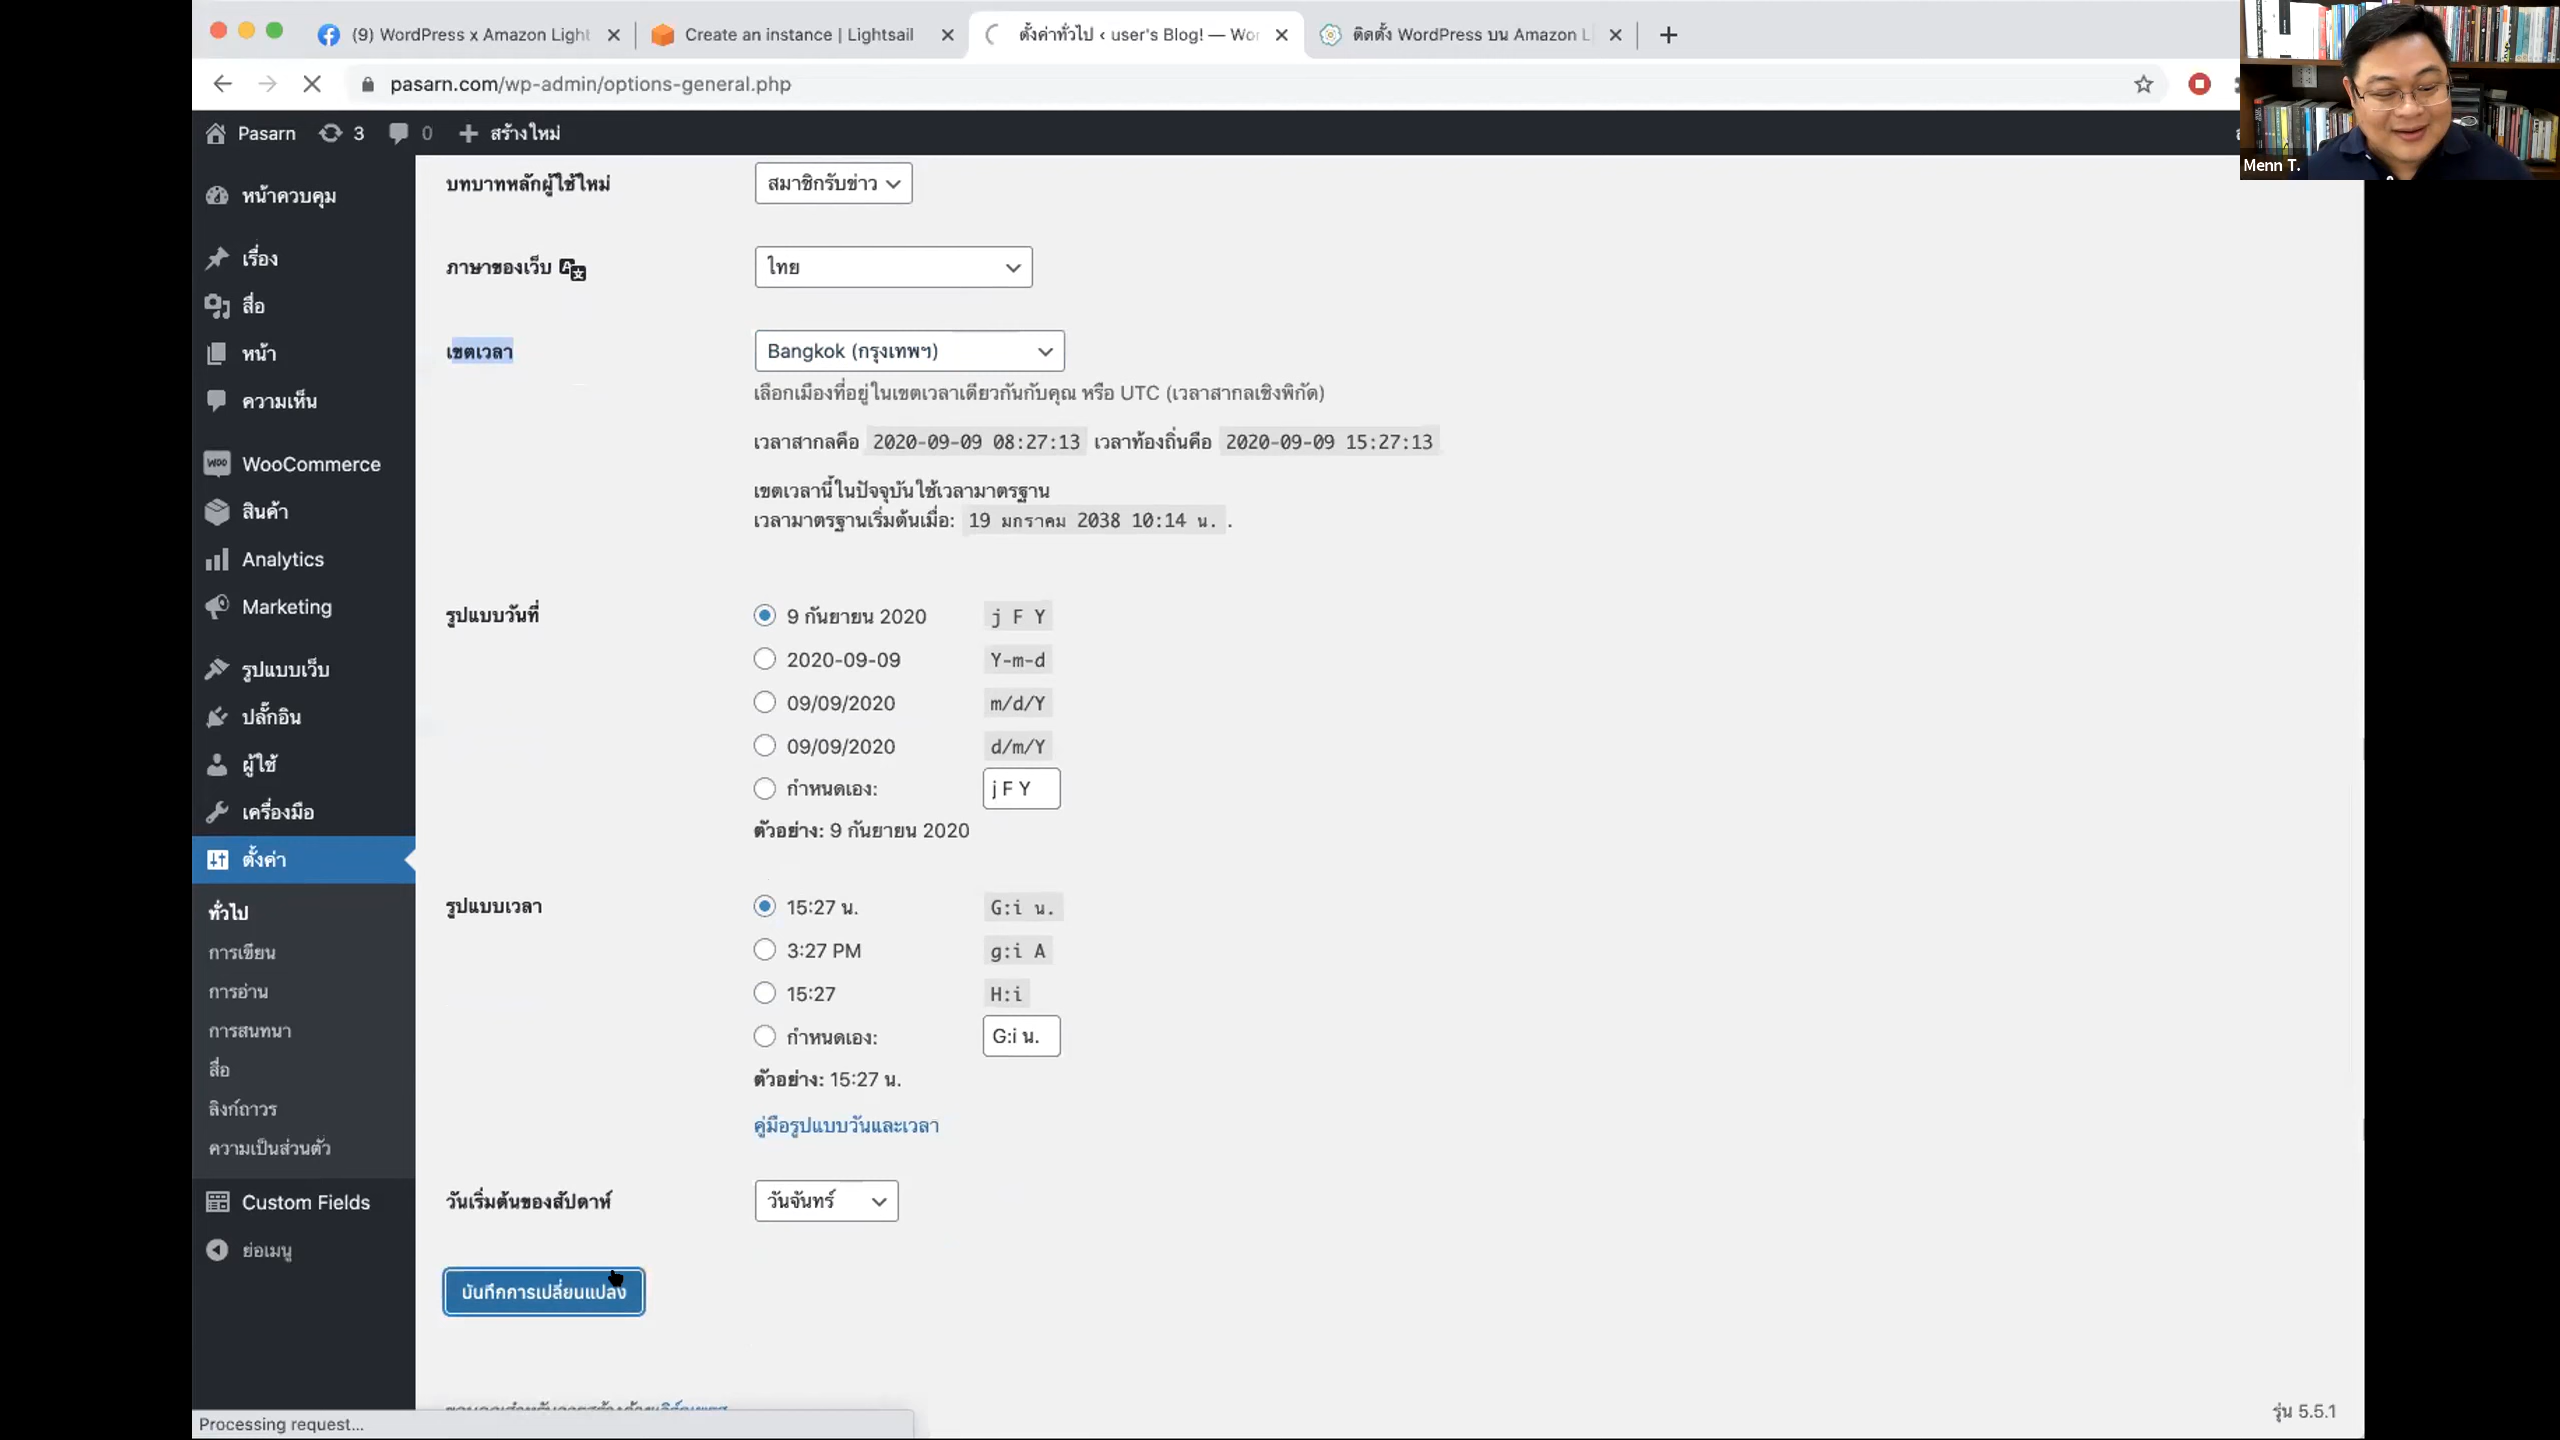 (9) WordPress x Amazon Light
Create an instance | Lightsail
ตั้งค่าทั่วไป ‹ user's Blog! — Wor
ติดตั้ง WordPress บน Amazon L
pasarn.com/wp-admin/options-general.php
Menn T.
Pasarn
3
0
สร้างใหม่
หน้าควบคุม
เรื่อง
สื่อ
หน้า
ความเห็น
WooCommerce
สินค้า
Analytics
Marketing
รูปแบบเว็บ
ปลั๊กอิน
ผู้ใช้
เครื่องมือ
ตั้งค่า
ทั่วไป
การเขียน
การอ่าน
การสนทนา
สื่อ
ลิงก์ถาวร
ความเป็นส่วนตัว
Custom Fields
ย่อเมนู
บทบาทหลักผู้ใช้ใหม่ สมาชิกรับข่าว
ภาษาของเว็บ ไทย
เขตเวลา Bangkok (กรุงเทพฯ)
เลือกเมืองที่อยู่ในเขตเวลาเดียวกันกับคุณ หรือ UTC (เวลาสากลเชิงพิกัด)
เวลาสากลคือ 2020-09-09 08:27:13 เวลาท้องถิ่นคือ 2020-09-09 15:27:13
เขตเวลานี้ในปัจจุบันใช้เวลามาตรฐาน
เวลามาตรฐานเริ่มต้นเมื่อ: 19 มกราคม 2038 10:14 น. .
รูปแบบวันที่ 9 กันยายน 2020 j F Y
2020-09-09 Y-m-d
09/09/2020 m/d/Y
09/09/2020 d/m/Y
กำหนดเอง: j F Y
ตัวอย่าง: 9 กันยายน 2020
รูปแบบเวลา 15:27 น. G:i น.
3:27 PM g:i A
15:27 H:i
กำหนดเอง: G:i น.
ตัวอย่าง: 15:27 น.
คู่มือรูปแบบวันและเวลา
วันเริ่มต้นของสัปดาห์ วันจันทร์
บันทึกการเปลี่ยนแปลง
รุ่น 5.5.1
Processing request...